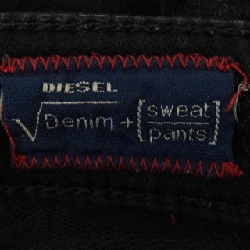 DIESEL
√Denim + [sweat
pants]